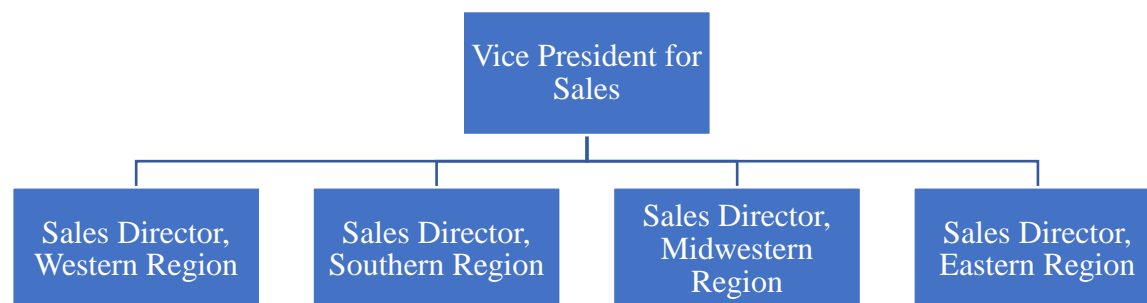 Vice President for
Sales
Sales Director,
Western Region
Sales Director,
Southern Region
Sales Director,
Midwestern
Region
Sales Director,
Eastern Region